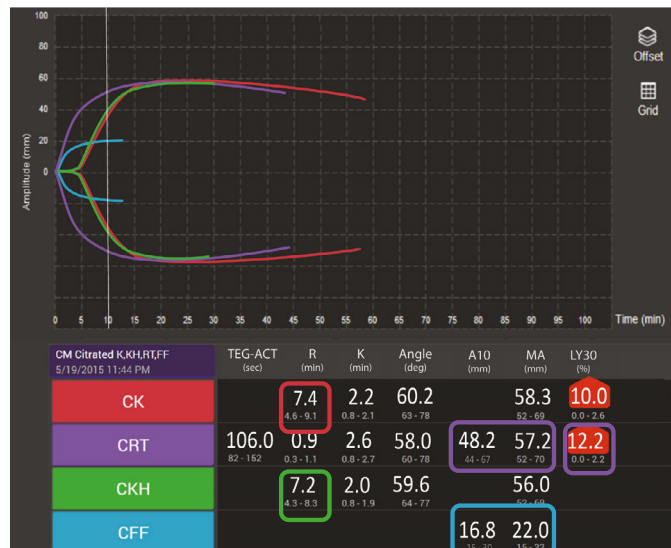 100
80
60
40
20
0
Amplitude (mm)
Offset
Grid
0 5 10 15 20 25 30 35 40 45 50 55 60 65 70 75 80 85 90 95 100 Time (min)
CM Citrated K,KH,RT,FF
5/19/2015 11:44 PM
TEG-ACT R K Angle A10 MA LY30
(sec) (min) (min) (deg) (mm) (mm) (%)
CK 7.4 2.2 60.2 58.3 10.0
4.6 - 9.1 0.8 - 2.1 63 - 78 52 - 69 0.0 - 2.6
CRT 106.0 0.9 2.6 58.0 48.2 57.2 12.2
82 - 152 0.3 - 1.1 0.8 - 2.7 60 - 78 44 - 67 52 - 70 0.0 - 2.2
CKH 7.2 2.0 59.6 56.0
4.3 - 8.3 0.8 - 1.9 64 - 77 52 - 69
CFF 16.8 22.0
15 - 30 15 - 32